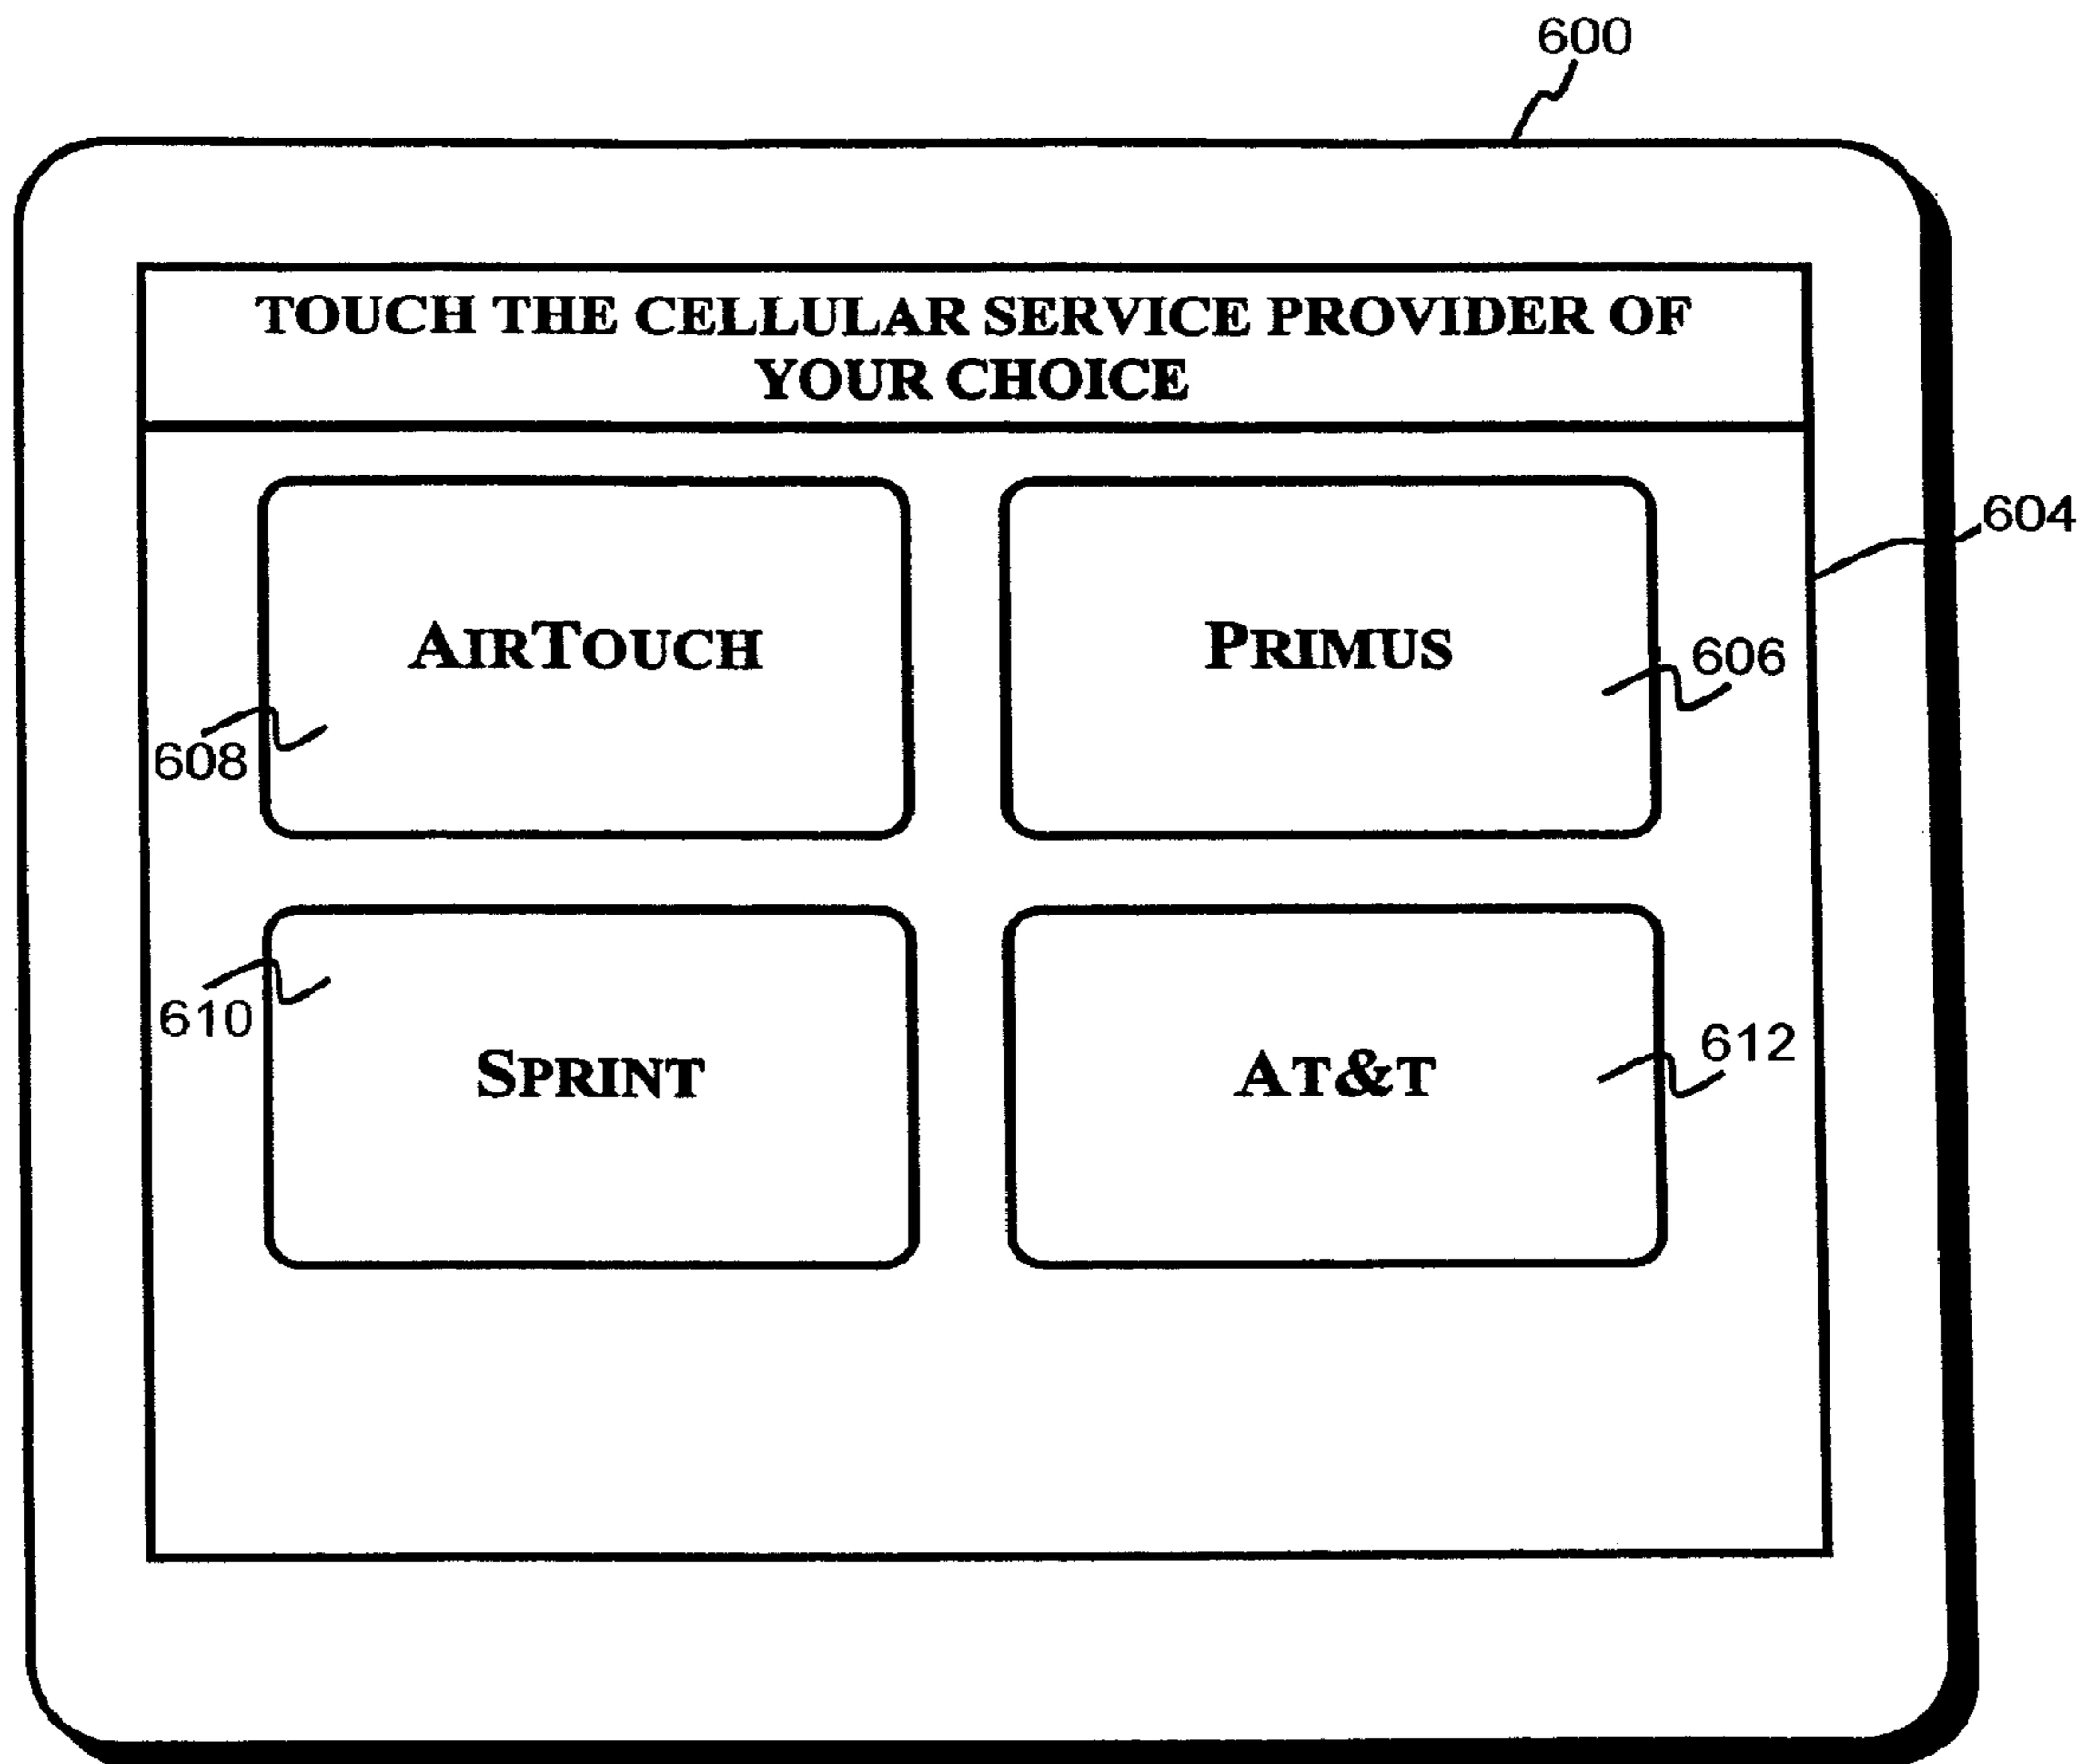 600
TOUCH THE CELLULAR SERVICE PROVIDER OF
YOUR CHOICE
604
AIRTOUCH
PRIMUS
606
608
610
SPRINT
AT&T
612